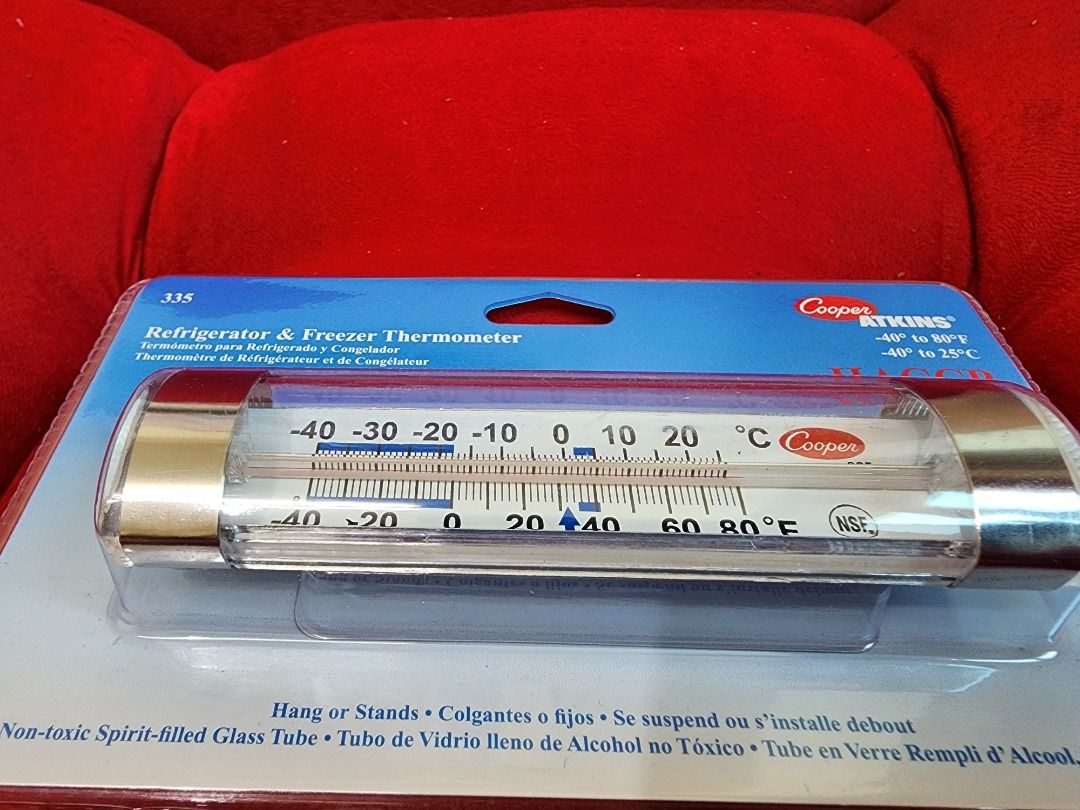 335
Refrigerator & Freezer Thermometer
Termómetro para Refrigerado y Congelador
Thermomètre de Réfrigérateur et de Congélateur
Cooper
ATKINS®
-40° to 80°F
-40° to 25°C
HACCP
-40 -30 -20 -10 0 10 20 °C
Cooper
-40 -20 0 20 40 60 80°F
NSF
Hang or Stands • Colgantes o fijos • Se suspend ou s'installe debout
Non-toxic Spirit-filled Glass Tube • Tubo de Vidrio lleno de Alcohol no Tóxico • Tube en Verre Rempli d'Alcool